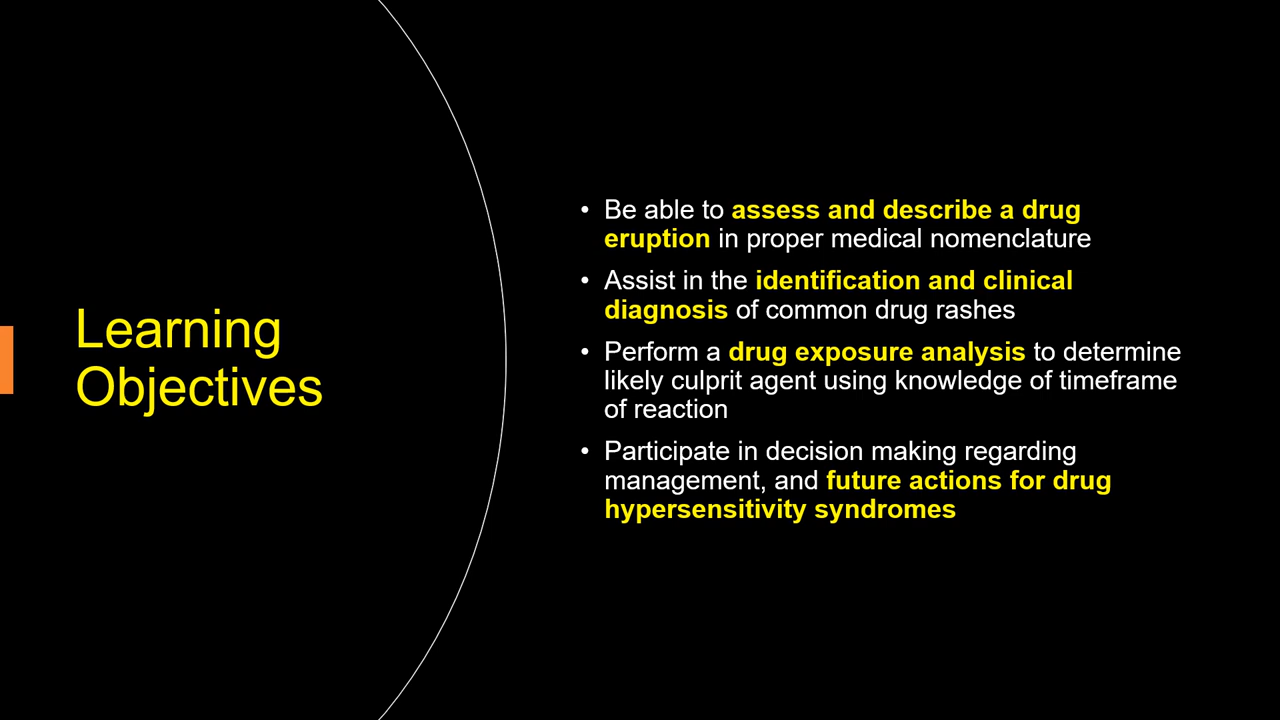 Learning
Objectives
• Be able to assess and describe a drug
eruption in proper medical nomenclature
• Assist in the identification and clinical
diagnosis of common drug rashes
• Perform a drug exposure analysis to determine
likely culprit agent using knowledge of timeframe
of reaction
• Participate in decision making regarding
management, and future actions for drug
hypersensitivity syndromes